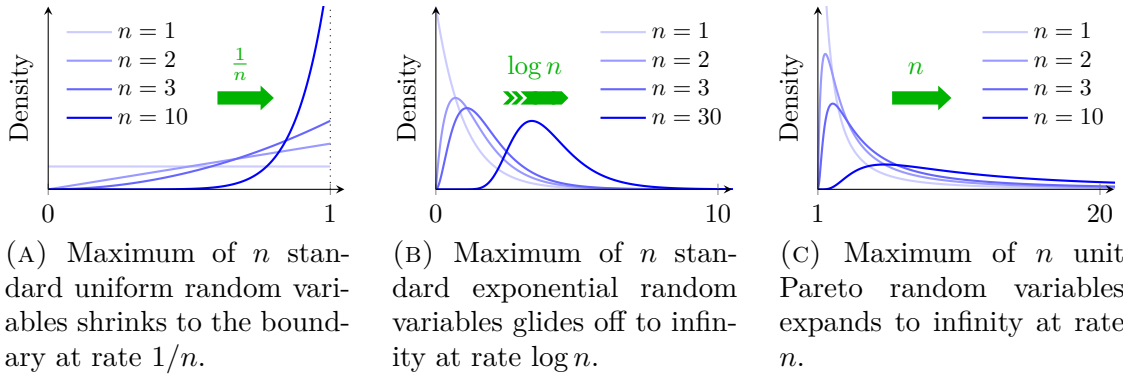 Density
n = 1
n = 2
n = 3
n = 10
1/n
0
1
(A) Maximum of n stan-
dard uniform random vari-
ables shrinks to the bound-
ary at rate 1/n.
Density
n = 1
n = 2
n = 3
n = 30
log n
0
10
(B) Maximum of n stan-
dard exponential random
variables glides off to infin-
ity at rate log n.
Density
n = 1
n = 2
n = 3
n = 10
n
1
20
(C) Maximum of n unit
Pareto random variables
expands to infinity at rate
n.